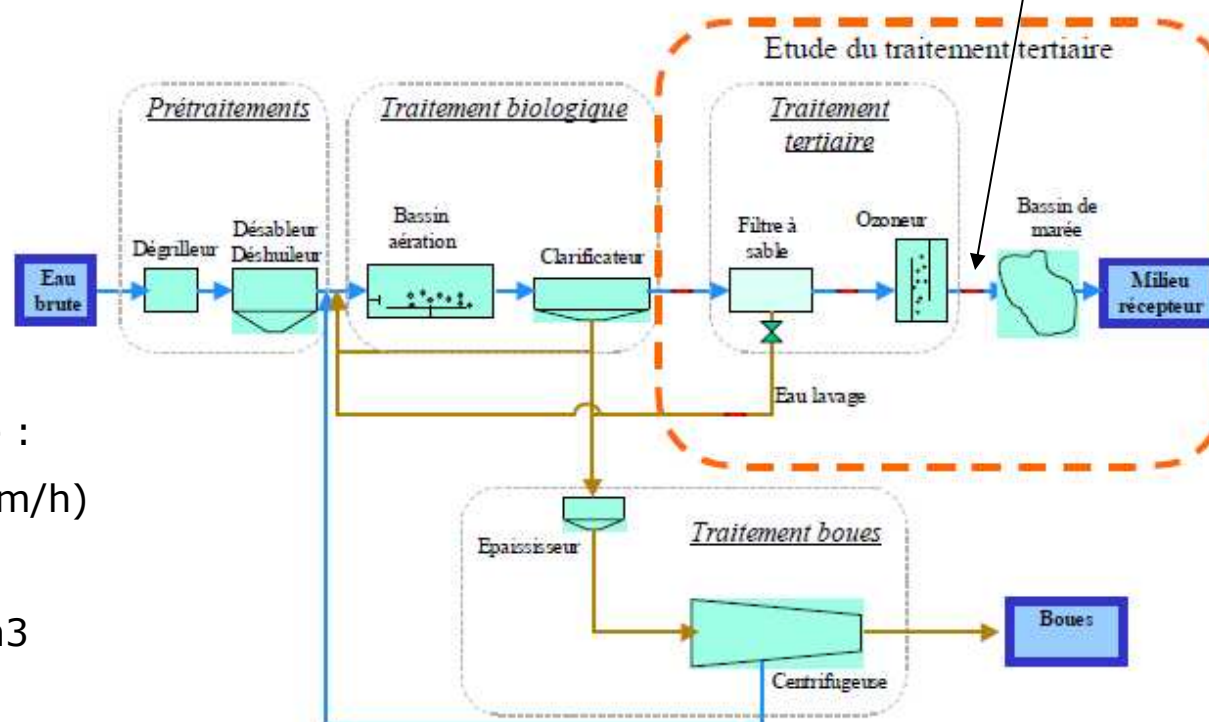 Etude du traitement tertiaire
Prétraitements
Traitement biologique
Traitement
tertiaire
Eau
brute
Dégrilleur
Désableur
Déshuileur
Bassin
aération
Clarificateur
Filtre à
sable
Ozoneur
Bassin de
marée
Milieu
récepteur
Eau lavage
:
m/h)
3
Epaississeur
Traitement boues
Centrifugeuse
Boues